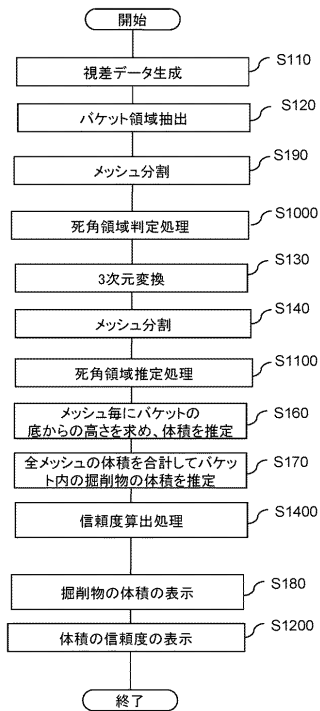 開始
視差データ生成
S110
バケット領域抽出
S120
メッシュ分割
S190
死角領域判定処理
S1000
3次元変換
S130
メッシュ分割
S140
死角領域推定処理
S1100
メッシュ毎にバケットの
底からの高さを求め、体積を推定
S160
全メッシュの体積を合計してバケッ
ト内の掘削物の体積を推定
S170
信頼度算出処理
S1400
掘削物の体積の表示
S180
体積の信頼度の表示
S1200
終了